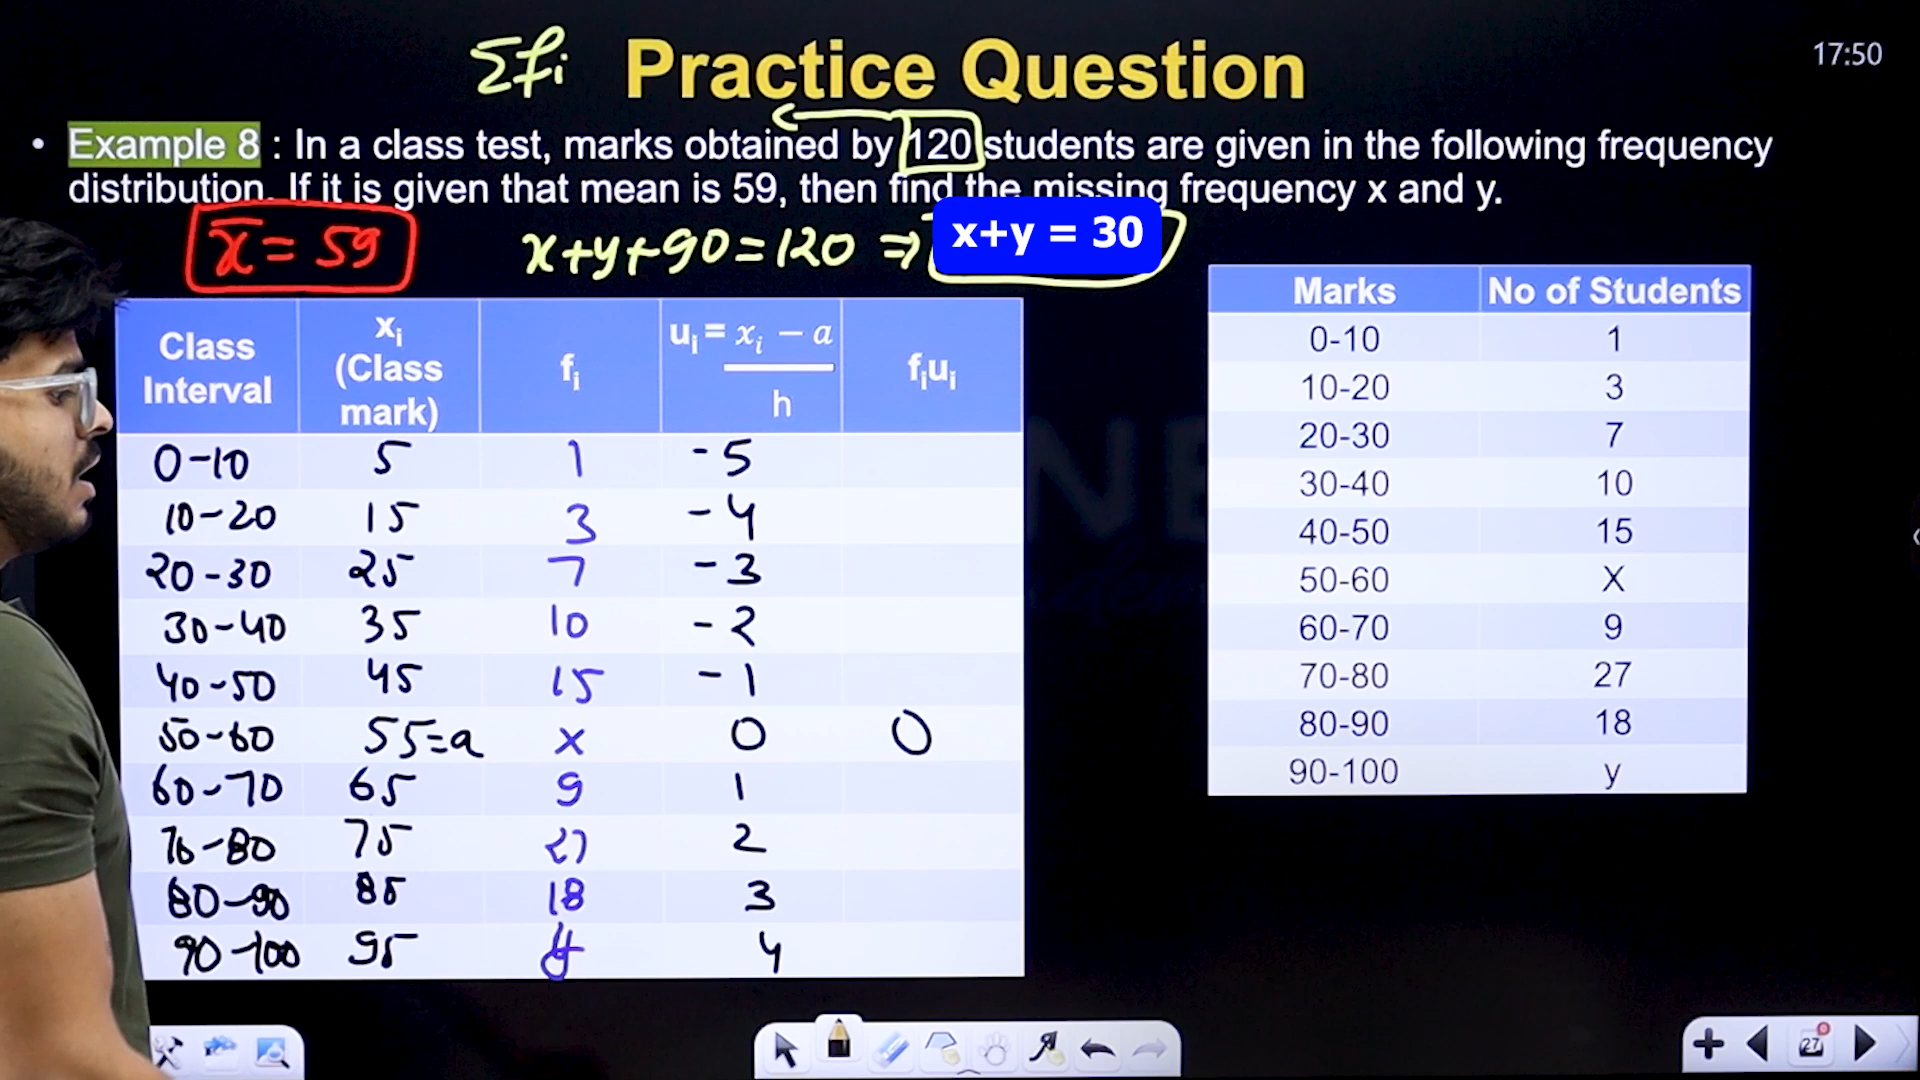 Σfi Practice Question
17:50
• Example 8 : In a class test, marks obtained by 120 students are given in the following frequency
distribution. If it is given that mean is 59, then find the missing frequency x and y.
x̄ = 59
x+y+90=120 ⇒ x+y = 30
Class Interval | xi (Class mark) | fi | ui = xi − a / h | fiui
0-10 | 5 | 1 | -5
10-20 | 15 | 3 | -4
20-30 | 25 | 7 | -3
30-40 | 35 | 10 | -2
40-50 | 45 | 15 | -1
50-60 | 55=a | x | 0 | 0
60-70 | 65 | 9 | 1
70-80 | 75 | 27 | 2
80-90 | 85 | 18 | 3
90-100 | 95 | y | 4
Marks | No of Students
0-10 | 1
10-20 | 3
20-30 | 7
30-40 | 10
40-50 | 15
50-60 | X
60-70 | 9
70-80 | 27
80-90 | 18
90-100 | y
27